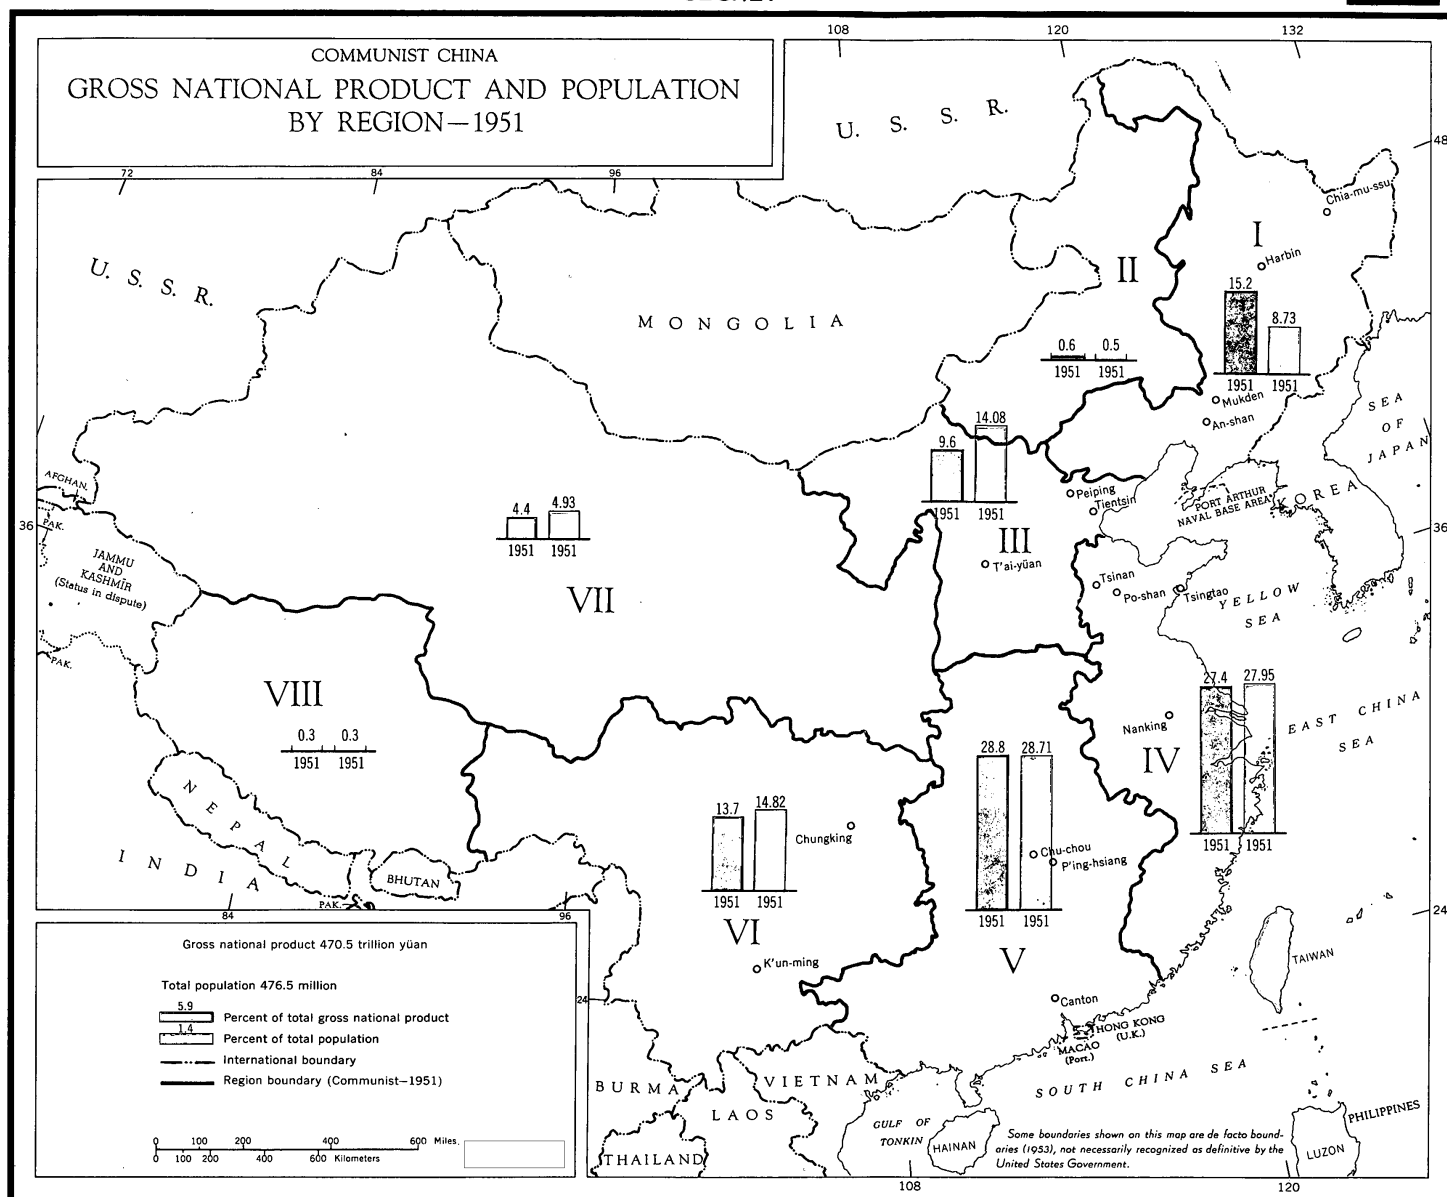 COMMUNIST CHINA
GROSS NATIONAL PRODUCT AND POPULATION
BY REGION—1951
108
120
132
72
84
96
48
U. S. S. R.
U. S. S. R.
Chia-mu-ssu
I
Harbin
II
15.2
8.73
1951 1951
MONGOLIA
0.6 0.5
1951 1951
Mukden
An-shan
SEA
OF
JAPAN
14.08
9.6
1951 1951
AFGHAN.
36
PAK.
Peiping
Tientsin
PORT ARTHUR
NAVAL BASE AREA
KOREA
36
4.4 4.93
1951 1951
III
T'ai-yüan
JAMMU
AND
KASHMIR
(Status in dispute)
VII
Tsinan
Po-shan
Tsingtao
YELLOW
SEA
PAK.
VIII
0.3 0.3
1951 1951
27.4 27.95
Nanking
IV
1951 1951
EAST CHINA
SEA
28.8 28.71
Chu-chou
P'ing-hsiang
1951 1951
V
13.7 14.82
Chungking
1951 1951
VI
K'un-ming
NEPAL
INDIA
BHUTAN
PAK.
84
96
24
24
TAIWAN
Canton
HONG KONG
(U.K.)
MACAO
(Port.)
SOUTH CHINA SEA
BURMA
VIETNAM
LAOS
THAILAND
GULF OF
TONKIN
HAINAN
PHILIPPINES
LUZON
Gross national product 470.5 trillion yüan
Total population 476.5 million
5.9
Percent of total gross national product
1.4
Percent of total population
International boundary
Region boundary (Communist—1951)
0 100 200 400 600 Miles
0 100 200 400 600 Kilometers
Some boundaries shown on this map are de facto bound-
aries (1953), not necessarily recognized as definitive by the
United States Government.
108
120